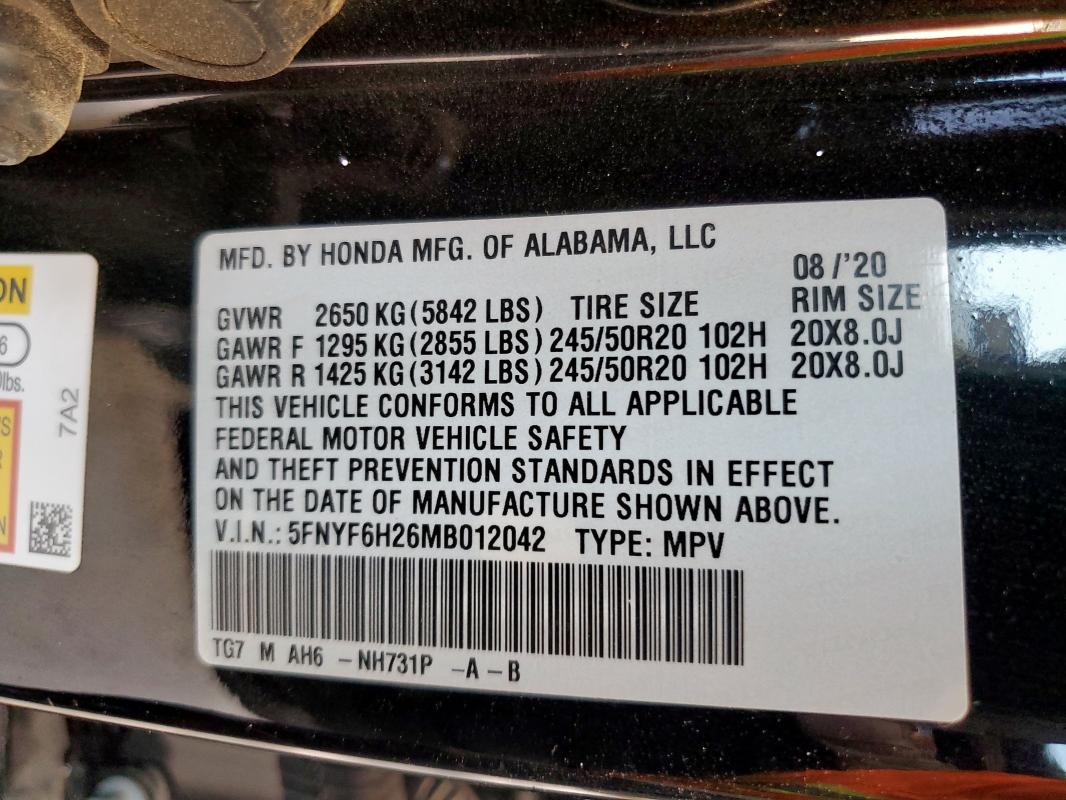 MFD. BY HONDA MFG. OF ALABAMA, LLC
08 /'20
GVWR 2650 KG (5842 LBS) TIRE SIZE RIM SIZE
GAWR F 1295 KG (2855 LBS) 245/50R20 102H 20X8.0J
GAWR R 1425 KG (3142 LBS) 245/50R20 102H 20X8.0J
THIS VEHICLE CONFORMS TO ALL APPLICABLE
FEDERAL MOTOR VEHICLE SAFETY
AND THEFT PREVENTION STANDARDS IN EFFECT
ON THE DATE OF MANUFACTURE SHOWN ABOVE.
V.I.N.: 5FNYF6H26MB012042 TYPE: MPV
TG7 M AH6 -NH731P -A-B
7A2
lbs.